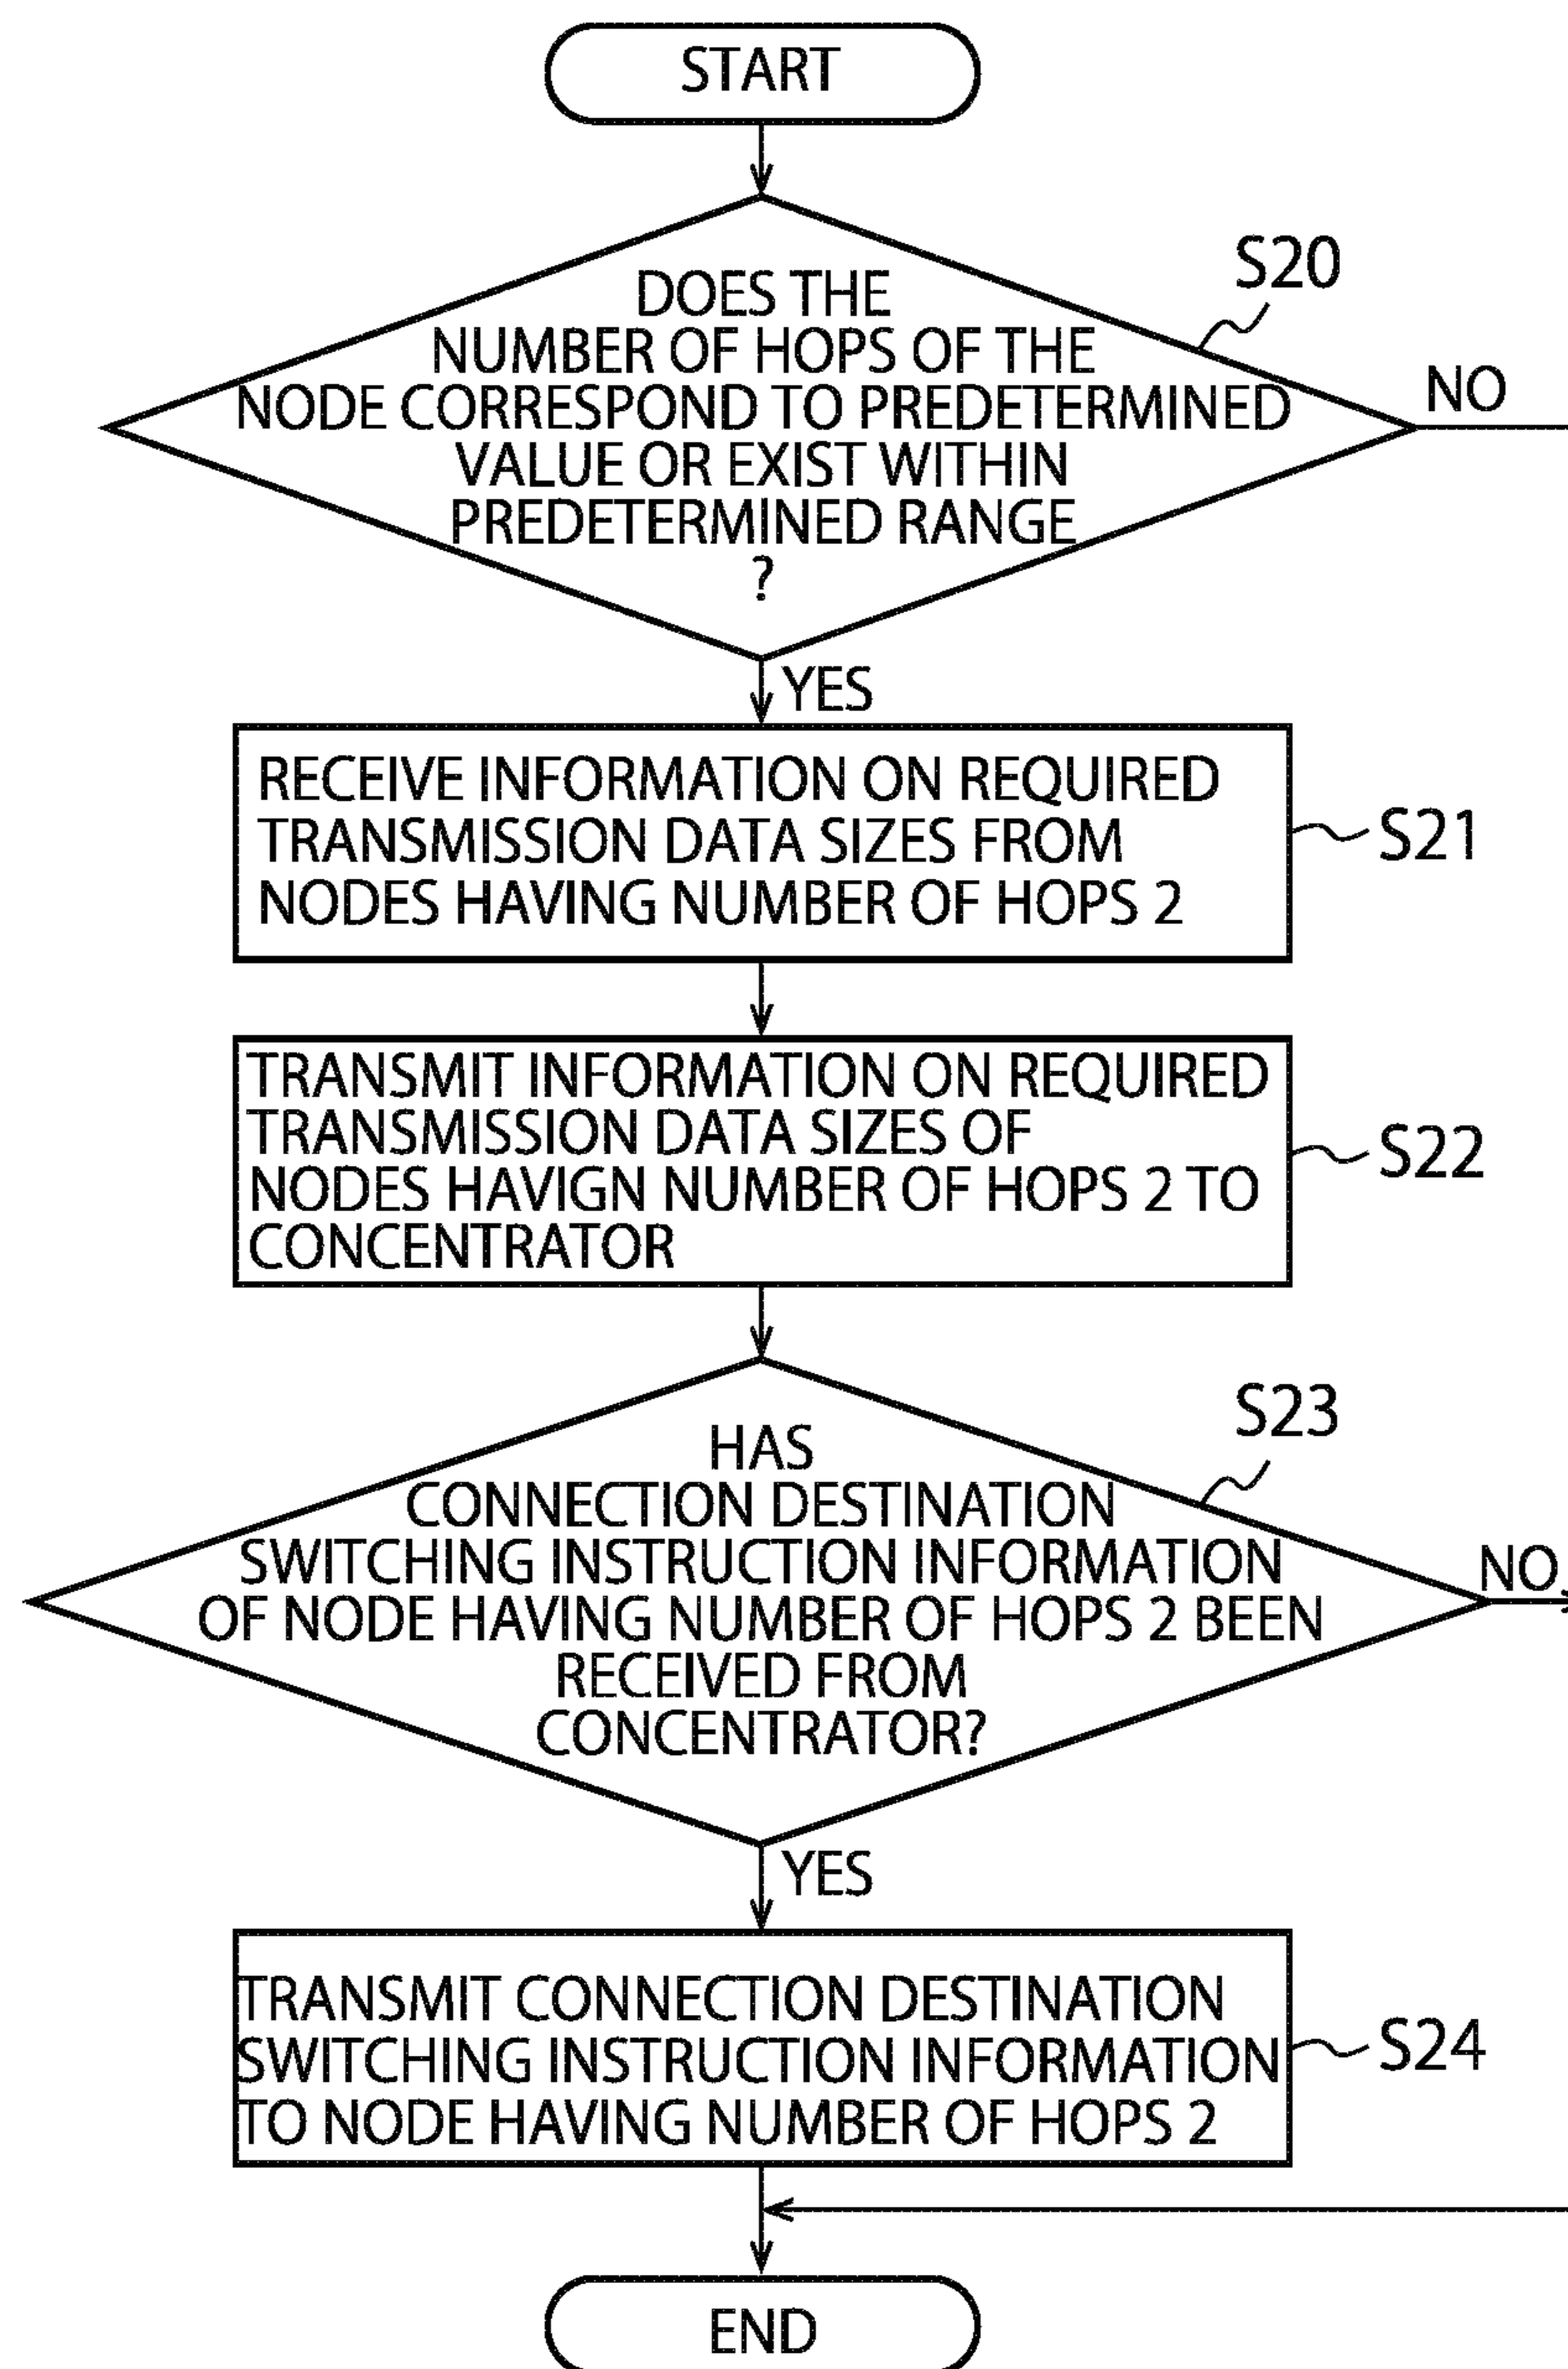 START
S20
DOES THE
NUMBER OF HOPS OF THE
NODE CORRESPOND TO PREDETERMINED
VALUE OR EXIST WITHIN
PREDETERMINED RANGE
?
NO
YES
RECEIVE INFORMATION ON REQUIRED
TRANSMISSION DATA SIZES FROM
NODES HAVING NUMBER OF HOPS 2
S21
TRANSMIT INFORMATION ON REQUIRED
TRANSMISSION DATA SIZES OF
NODES HAVIGN NUMBER OF HOPS 2 TO
CONCENTRATOR
S22
S23
HAS
CONNECTION DESTINATION
SWITCHING INSTRUCTION INFORMATION
OF NODE HAVING NUMBER OF HOPS 2 BEEN
RECEIVED FROM
CONCENTRATOR?
NO
YES
TRANSMIT CONNECTION DESTINATION
SWITCHING INSTRUCTION INFORMATION
TO NODE HAVING NUMBER OF HOPS 2
S24
END